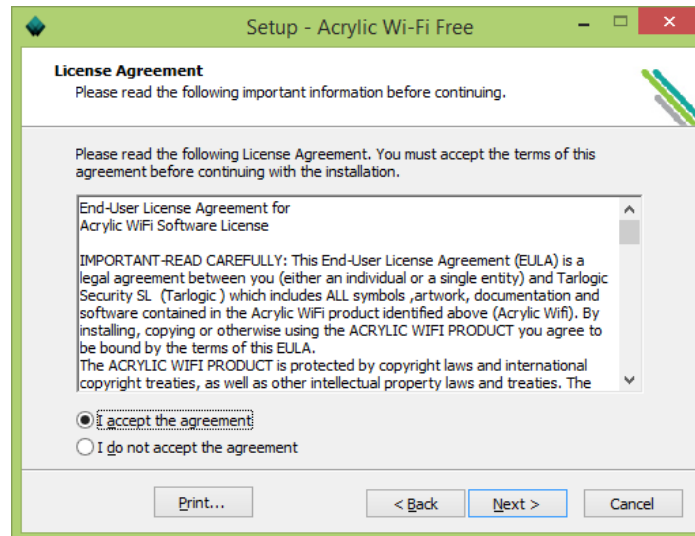 Setup - Acrylic Wi-Fi Free
License Agreement
Please read the following important information before continuing.
Please read the following License Agreement. You must accept the terms of this
agreement before continuing with the installation.
End-User License Agreement for
Acrylic WiFi Software License
IMPORTANT-READ CAREFULLY: This End-User License Agreement (EULA) is a
legal agreement between you (either an individual or a single entity) and Tarlogic
Security SL  (Tarlogic ) which includes ALL symbols ,artwork, documentation and
software contained in the Acrylic WiFi product identified above (Acrylic Wifi). By
installing, copying or otherwise using the ACRYLIC WIFI PRODUCT you agree to
be bound by the terms of this EULA.
The ACRYLIC WIFI PRODUCT is protected by copyright laws and international
copyright treaties, as well as other intellectual property laws and treaties. The
I accept the agreement
I do not accept the agreement
Print...
< Back
Next >
Cancel